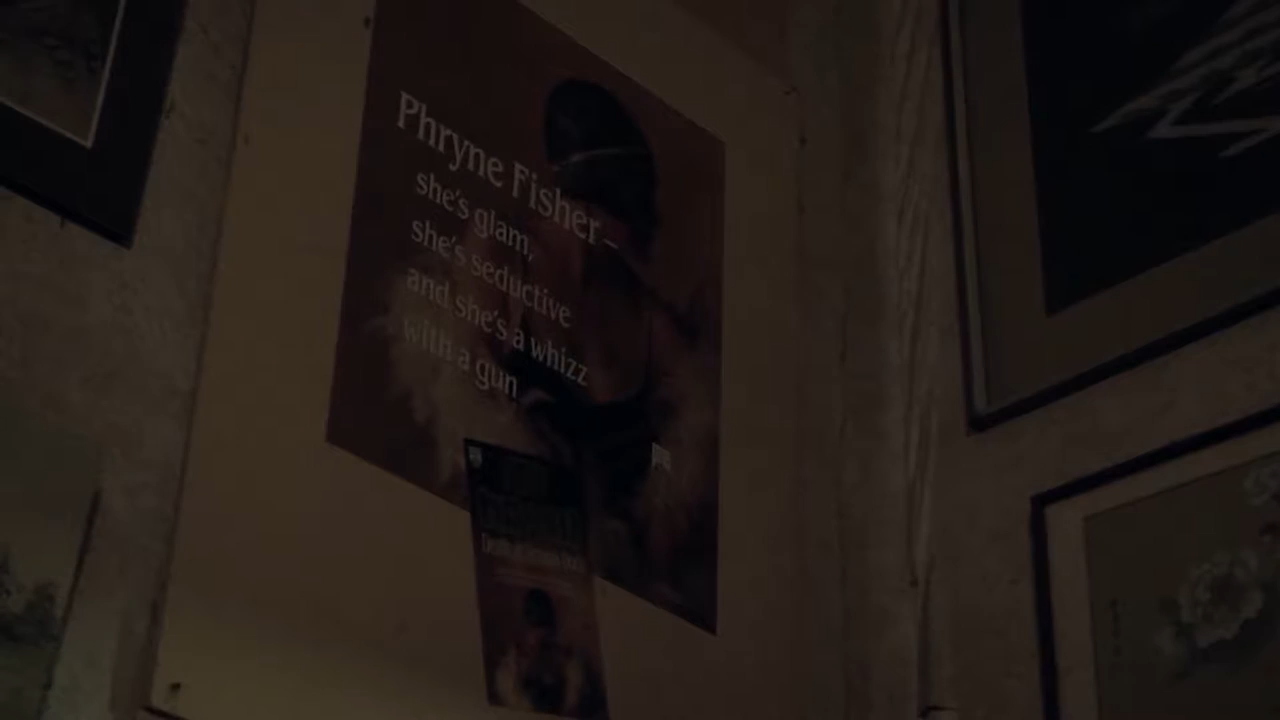 Phryne Fisher –
she's glam,
she's seductive
and she's a whizz
with a gun